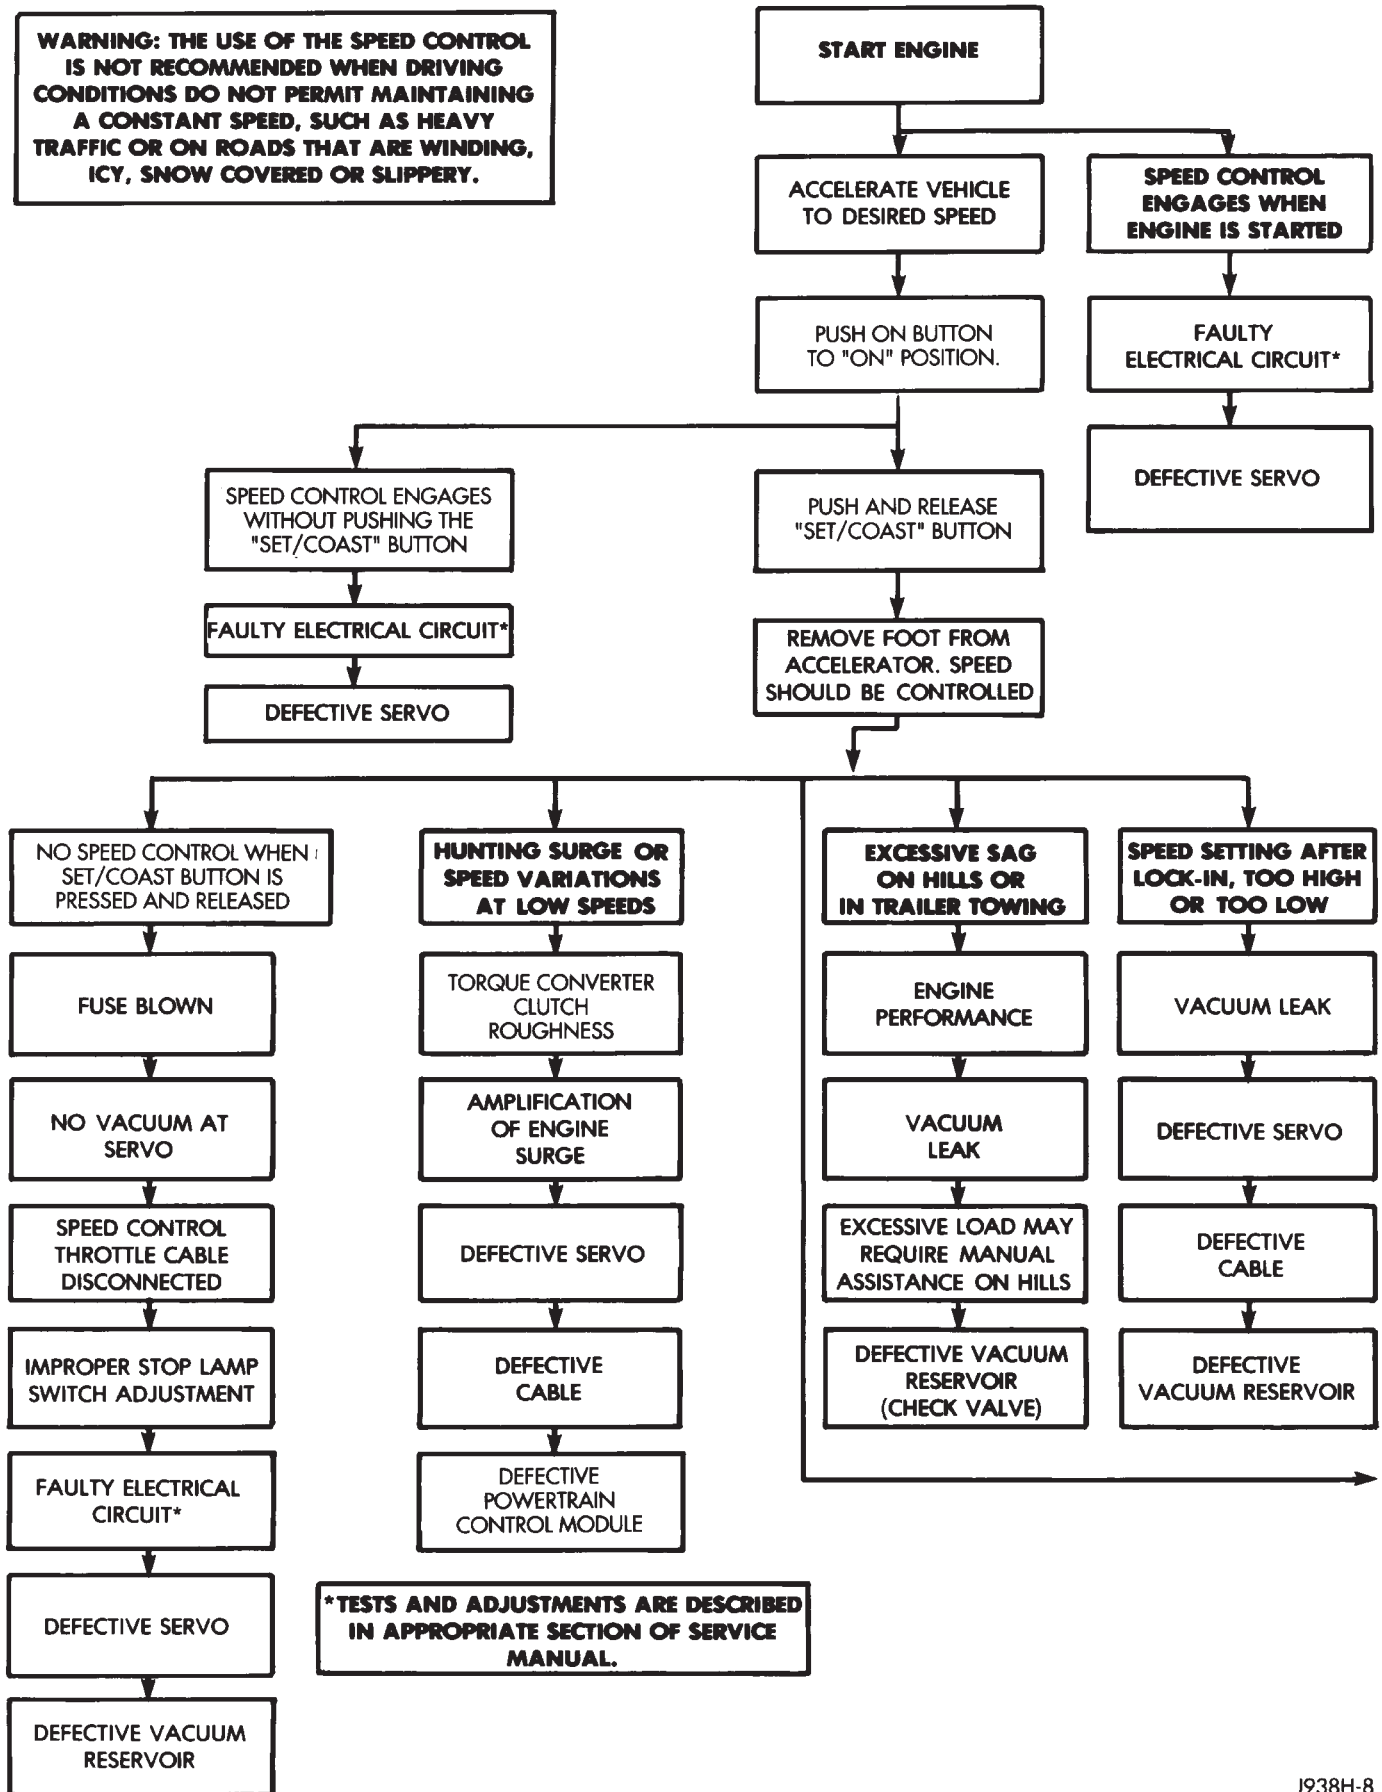 WARNING: THE USE OF THE SPEED CONTROL
IS NOT RECOMMENDED WHEN DRIVING
CONDITIONS DO NOT PERMIT MAINTAINING
A CONSTANT SPEED, SUCH AS HEAVY
TRAFFIC OR ON ROADS THAT ARE WINDING,
ICY, SNOW COVERED OR SLIPPERY.
START ENGINE
ACCELERATE VEHICLE
TO DESIRED SPEED
SPEED CONTROL
ENGAGES WHEN
ENGINE IS STARTED
PUSH ON BUTTON
TO "ON" POSITION.
FAULTY
ELECTRICAL CIRCUIT*
DEFECTIVE SERVO
SPEED CONTROL ENGAGES
WITHOUT PUSHING THE
"SET/COAST" BUTTON
PUSH AND RELEASE
"SET/COAST" BUTTON
FAULTY ELECTRICAL CIRCUIT*
DEFECTIVE SERVO
REMOVE FOOT FROM
ACCELERATOR. SPEED
SHOULD BE CONTROLLED
NO SPEED CONTROL WHEN
SET/COAST BUTTON IS
PRESSED AND RELEASED
FUSE BLOWN
NO VACUUM AT
SERVO
SPEED CONTROL
THROTTLE CABLE
DISCONNECTED
IMPROPER STOP LAMP
SWITCH ADJUSTMENT
FAULTY ELECTRICAL
CIRCUIT*
DEFECTIVE SERVO
DEFECTIVE VACUUM
RESERVOIR
HUNTING SURGE OR
SPEED VARIATIONS
AT LOW SPEEDS
TORQUE CONVERTER
CLUTCH
ROUGHNESS
AMPLIFICATION
OF ENGINE
SURGE
DEFECTIVE SERVO
DEFECTIVE
CABLE
DEFECTIVE
POWERTRAIN
CONTROL MODULE
EXCESSIVE SAG
ON HILLS OR
IN TRAILER TOWING
ENGINE
PERFORMANCE
VACUUM
LEAK
EXCESSIVE LOAD MAY
REQUIRE MANUAL
ASSISTANCE ON HILLS
DEFECTIVE VACUUM
RESERVOIR
(CHECK VALVE)
SPEED SETTING AFTER
LOCK-IN, TOO HIGH
OR TOO LOW
VACUUM LEAK
DEFECTIVE SERVO
DEFECTIVE
CABLE
DEFECTIVE
VACUUM RESERVOIR
*TESTS AND ADJUSTMENTS ARE DESCRIBED
IN APPROPRIATE SECTION OF SERVICE
MANUAL.
J938H-8